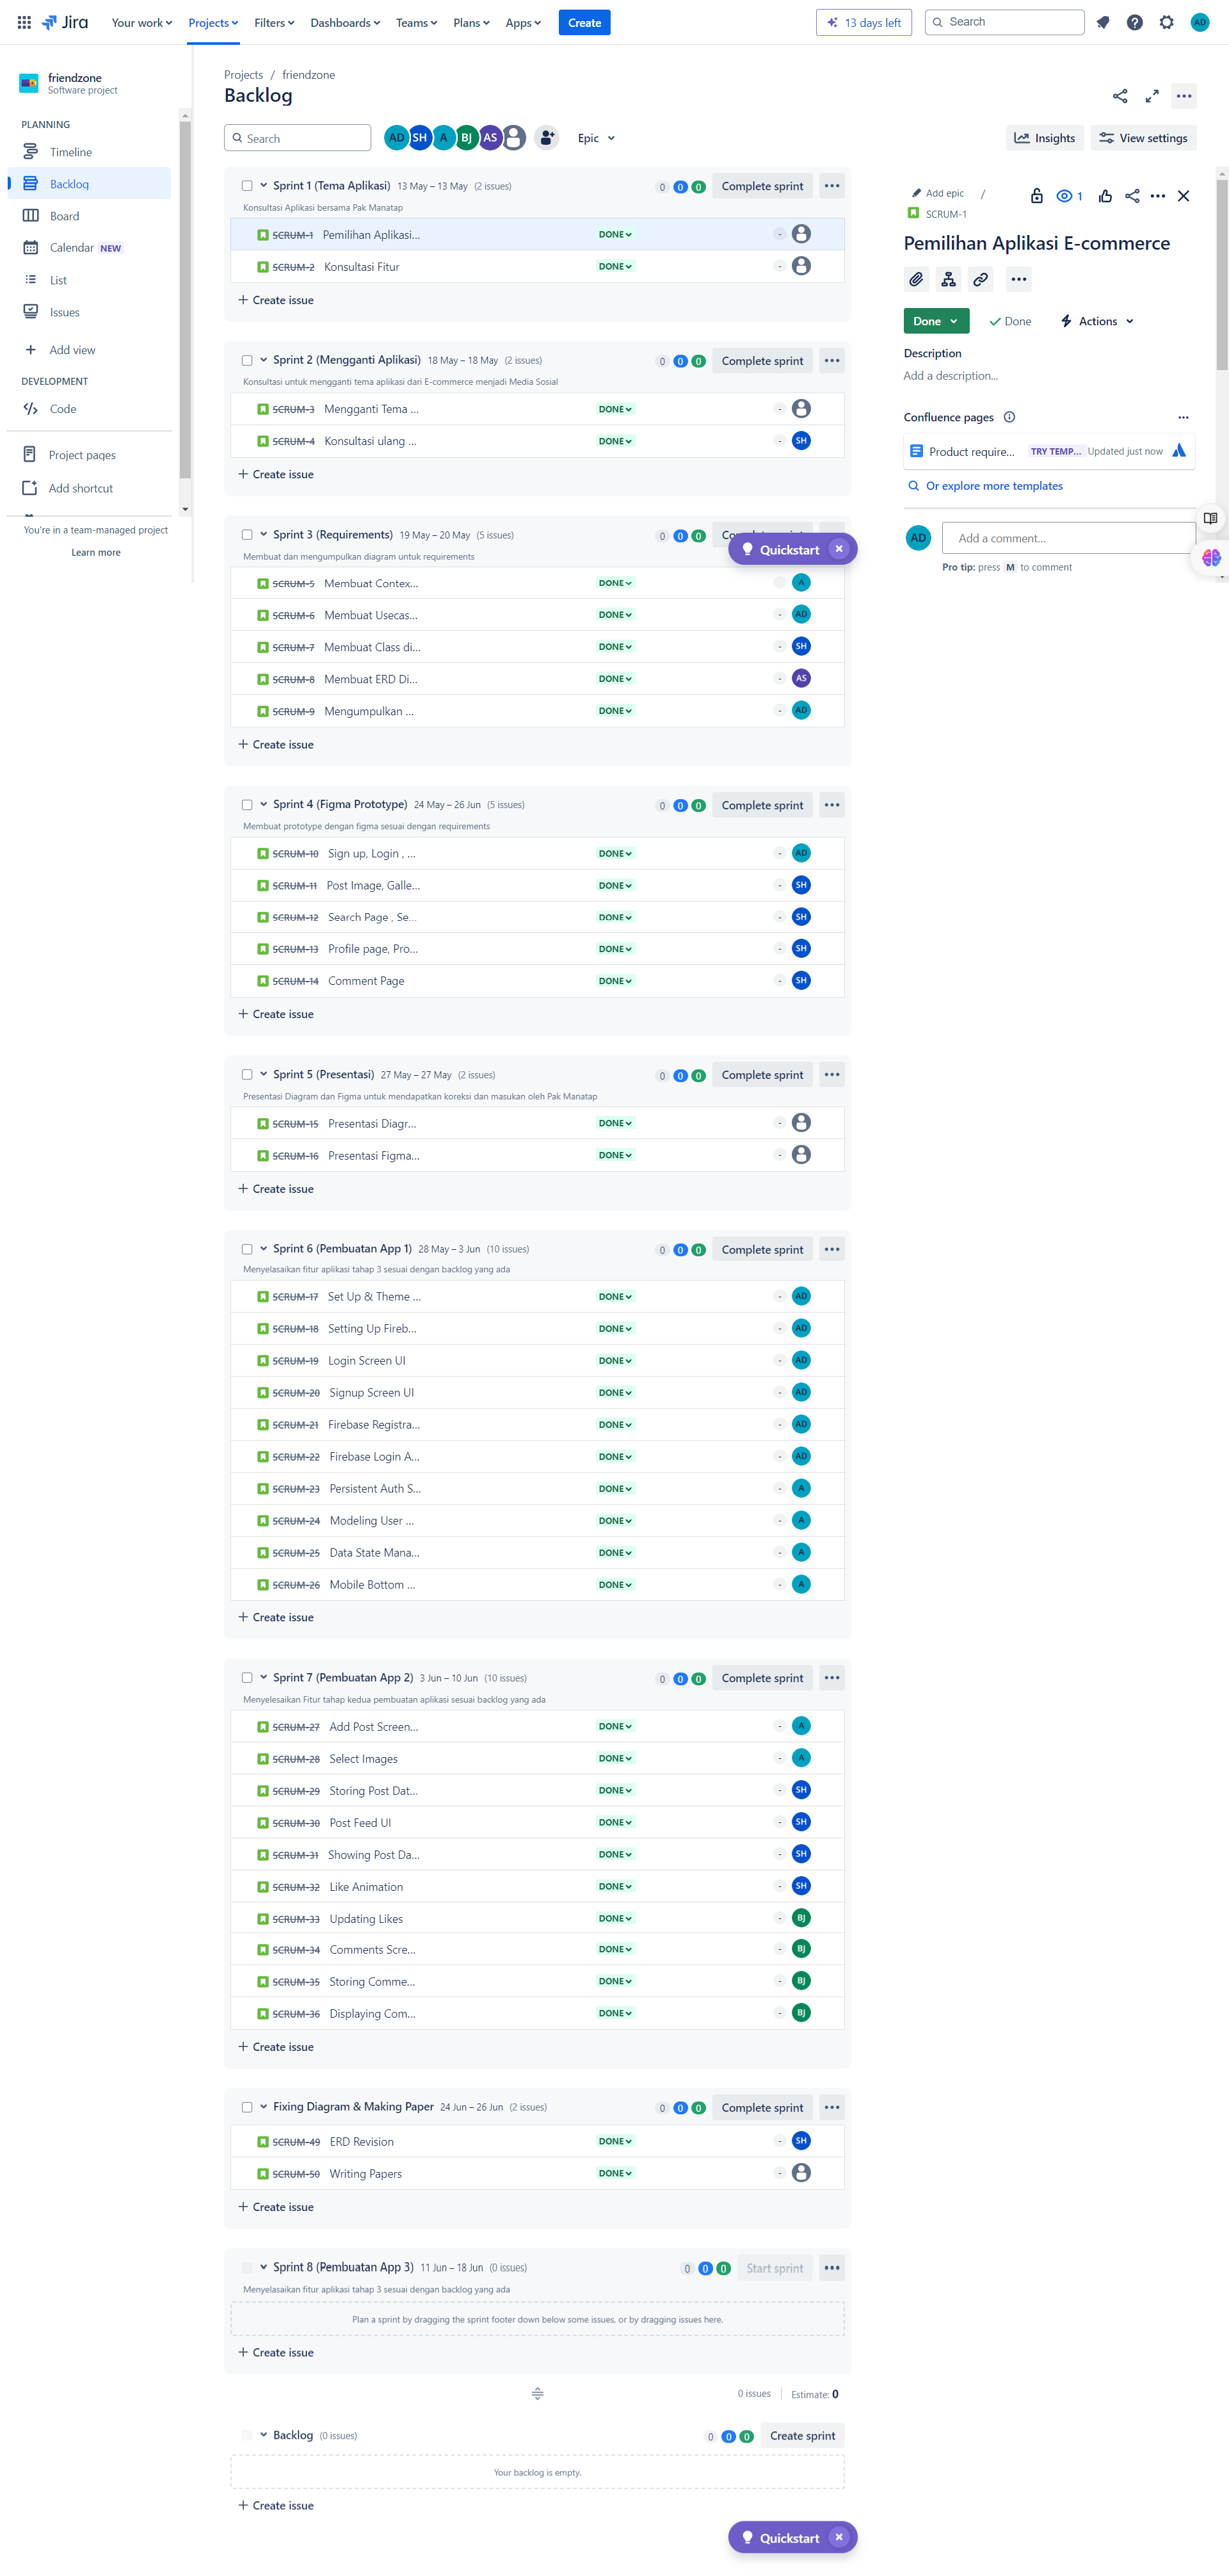 Jira Your work Projects Filters Dashboards Teams Plans Apps Create 13 days left Search AD
friendzone
Software project
PLANNING
Timeline
Backlog
Board
Calendar NEW
List
Issues
Add view
DEVELOPMENT
Code
Project pages
Add shortcut
You're in a team-managed project
Learn more
Projects / friendzone
Backlog
Search AD SH A BJ AS Epic Insights View settings
Sprint 1 (Tema Aplikasi) 13 May – 13 May (2 issues) 0 0 0 Complete sprint
Konsultasi Aplikasi bersama Pak Manatap
SCRUM-1 Pemilihan Aplikasi... DONE -
SCRUM-2 Konsultasi Fitur DONE -
+ Create issue
Sprint 2 (Mengganti Aplikasi) 18 May – 18 May (2 issues) 0 0 0 Complete sprint
Konsultasi untuk mengganti tema aplikasi dari E-commerce menjadi Media Sosial
SCRUM-3 Mengganti Tema ... DONE -
SCRUM-4 Konsultasi ulang ... DONE - SH
+ Create issue
Sprint 3 (Requirements) 19 May – 20 May (5 issues) 0 0 0
Quickstart
Membuat dan mengumpulkan diagram untuk requirements
SCRUM-5 Membuat Contex... DONE A
SCRUM-6 Membuat Usecas... DONE - AD
SCRUM-7 Membuat Class di... DONE - SH
SCRUM-8 Membuat ERD Di... DONE - AS
SCRUM-9 Mengumpulkan ... DONE - AD
+ Create issue
Sprint 4 (Figma Prototype) 24 May – 26 Jun (5 issues) 0 0 0 Complete sprint
Membuat prototype dengan figma sesuai dengan requirements
SCRUM-10 Sign up, Login , ... DONE - AD
SCRUM-11 Post Image, Galle... DONE - SH
SCRUM-12 Search Page , Se... DONE - SH
SCRUM-13 Profile page, Pro... DONE - SH
SCRUM-14 Comment Page DONE - SH
+ Create issue
Sprint 5 (Presentasi) 27 May – 27 May (2 issues) 0 0 0 Complete sprint
Presentasi Diagram dan Figma untuk mendapatkan koreksi dan masukan oleh Pak Manatap
SCRUM-15 Presentasi Diagr... DONE -
SCRUM-16 Presentasi Figma... DONE -
+ Create issue
Sprint 6 (Pembuatan App 1) 28 May – 3 Jun (10 issues) 0 0 0 Complete sprint
Menyelasaikan fitur aplikasi tahap 3 sesuai dengan backlog yang ada
SCRUM-17 Set Up & Theme ... DONE - AD
SCRUM-18 Setting Up Fireb... DONE - AD
SCRUM-19 Login Screen UI DONE - AD
SCRUM-20 Signup Screen UI DONE - AD
SCRUM-21 Firebase Registra... DONE - AD
SCRUM-22 Firebase Login A... DONE - AD
SCRUM-23 Persistent Auth S... DONE - A
SCRUM-24 Modeling User ... DONE - A
SCRUM-25 Data State Mana... DONE - A
SCRUM-26 Mobile Bottom ... DONE - A
+ Create issue
Sprint 7 (Pembuatan App 2) 3 Jun – 10 Jun (10 issues) 0 0 0 Complete sprint
Menyelesaikan Fitur tahap kedua pembuatan aplikasi sesuai backlog yang ada
SCRUM-27 Add Post Screen... DONE - A
SCRUM-28 Select Images DONE - A
SCRUM-29 Storing Post Dat... DONE - SH
SCRUM-30 Post Feed UI DONE - SH
SCRUM-31 Showing Post Da... DONE - SH
SCRUM-32 Like Animation DONE - SH
SCRUM-33 Updating Likes DONE - BJ
SCRUM-34 Comments Scre... DONE - BJ
SCRUM-35 Storing Comme... DONE - BJ
SCRUM-36 Displaying Com... DONE - BJ
+ Create issue
Fixing Diagram & Making Paper 24 Jun – 26 Jun (2 issues) 0 0 0 Complete sprint
SCRUM-49 ERD Revision DONE - SH
SCRUM-50 Writing Papers DONE -
+ Create issue
Sprint 8 (Pembuatan App 3) 11 Jun – 18 Jun (0 issues) 0 0 0 Start sprint
Menyelasaikan fitur aplikasi tahap 3 sesuai dengan backlog yang ada
Plan a sprint by dragging the sprint footer down below some issues, or by dragging issues here.
+ Create issue
0 issues Estimate: 0
Backlog (0 issues) 0 0 0 Create sprint
Your backlog is empty.
+ Create issue
Quickstart
Add epic / 1
SCRUM-1
Pemilihan Aplikasi E-commerce
Done Done Actions
Description
Add a description...
Confluence pages
Product require... TRY TEMP... Updated just now
Or explore more templates
AD Add a comment...
Pro tip: press M to comment